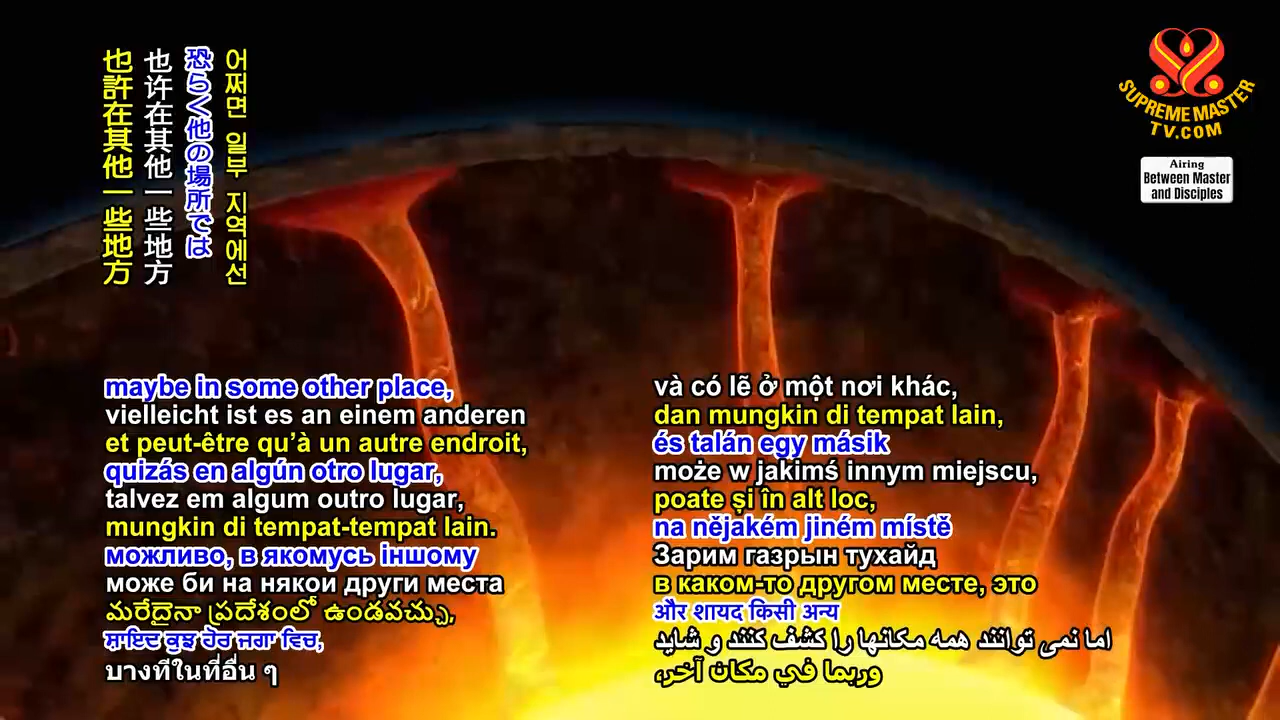 也許在其他一些地方
也许在其他一些地方
恐らく他の場所では
어쩌면 일부 지역에선
SUPREME MASTER
TV.COM
Airing
Between Master
and Disciples
maybe in some other place,
vielleicht ist es an einem anderen
et peut-être qu’à un autre endroit,
quizás en algún otro lugar,
talvez em algum outro lugar,
mungkin di tempat-tempat lain.
можливо, в якомусь іншому
може би на някои други места
మరేదైనా ప్రదేశంలో ఉండవచ్చు,
ਸ਼ਾਇਦ ਕੁਝ ਹੋਰ ਜਗਾ ਵਿਚ,
บางทีในที่อื่น ๆ
và có lẽ ở một nơi khác,
dan mungkin di tempat lain,
és talán egy másik
może w jakimś innym miejscu,
poate și în alt loc,
na nějakém jiném místě
Зарим газрын тухайд
в каком-то другом месте, это
और शायद किसी अन्य
اما نمی توانند همه مکانها را کشف کنند و شاید
وربما في مكان آخر،